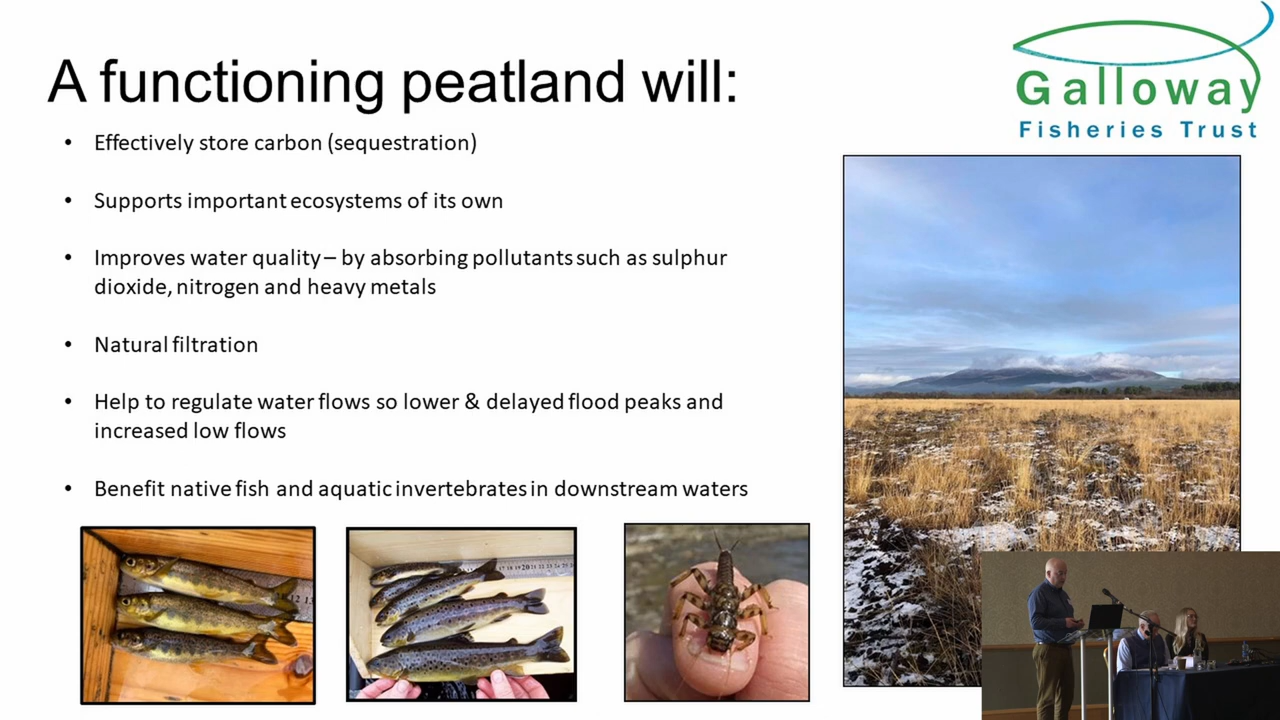 A functioning peatland will:
Galloway
Fisheries Trust
• Effectively store carbon (sequestration)
• Supports important ecosystems of its own
• Improves water quality – by absorbing pollutants such as sulphur
dioxide, nitrogen and heavy metals
• Natural filtration
• Help to regulate water flows so lower & delayed flood peaks and
increased low flows
• Benefit native fish and aquatic invertebrates in downstream waters